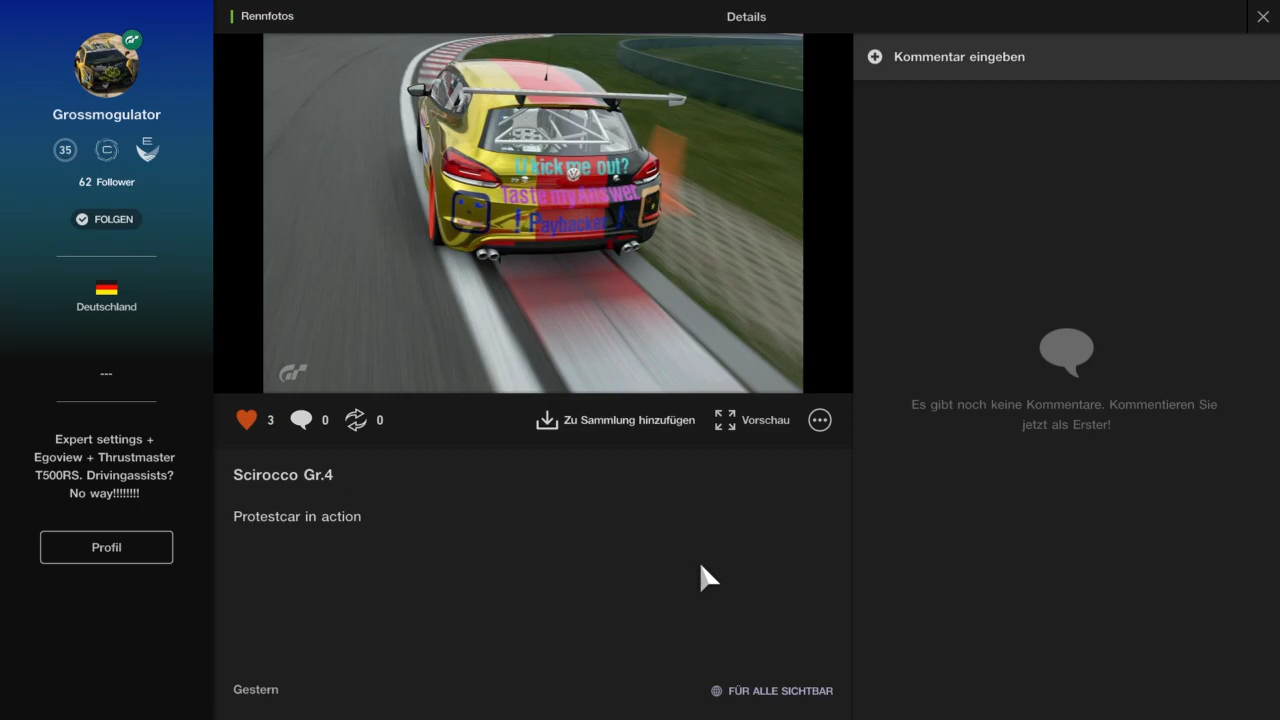 Rennfotos
Details
Grossmogulator
35
C
E
62 Follower
FOLGEN
Deutschland
---
Expert settings +
Egoview + Thrustmaster
T500RS. Drivingassists?
No way!!!!!!!!
Profil
U kick me out?
Taste my Answer.
! Paybacker !
GT
3
0
0
Zu Sammlung hinzufügen
Vorschau
Scirocco Gr.4
Protestcar in action
Gestern
FÜR ALLE SICHTBAR
Kommentar eingeben
Es gibt noch keine Kommentare. Kommentieren Sie
jetzt als Erster!